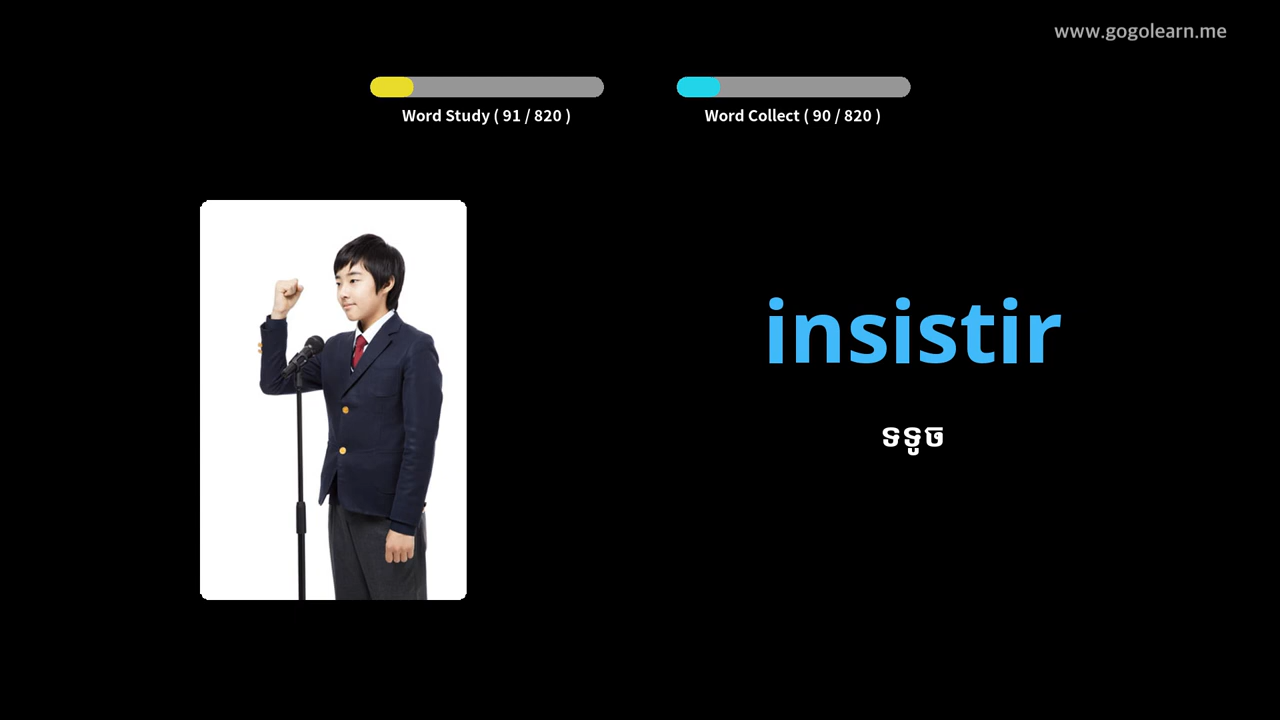 www.gogolearn.me
Word Study ( 91 / 820 )
Word Collect ( 90 / 820 )
insistir
ទទូច